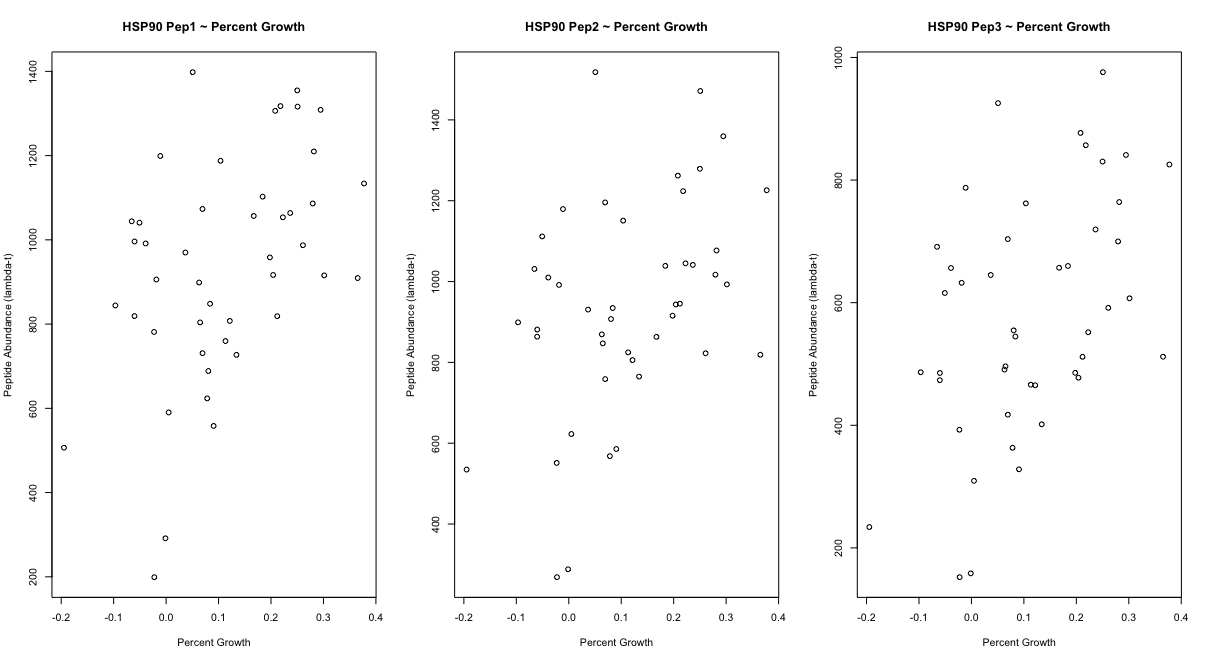 HSP90 Pep1 ~ Percent Growth
Peptide Abundance (lambda-t)
1400
1200
1000
800
600
400
200
-0.2 -0.1 0.0 0.1 0.2 0.3 0.4
Percent Growth
HSP90 Pep2 ~ Percent Growth
Peptide Abundance (lambda-t)
1400
1200
1000
800
600
400
-0.2 -0.1 0.0 0.1 0.2 0.3 0.4
Percent Growth
HSP90 Pep3 ~ Percent Growth
Peptide Abundance (lambda-t)
1000
800
600
400
200
-0.2 -0.1 0.0 0.1 0.2 0.3 0.4
Percent Growth